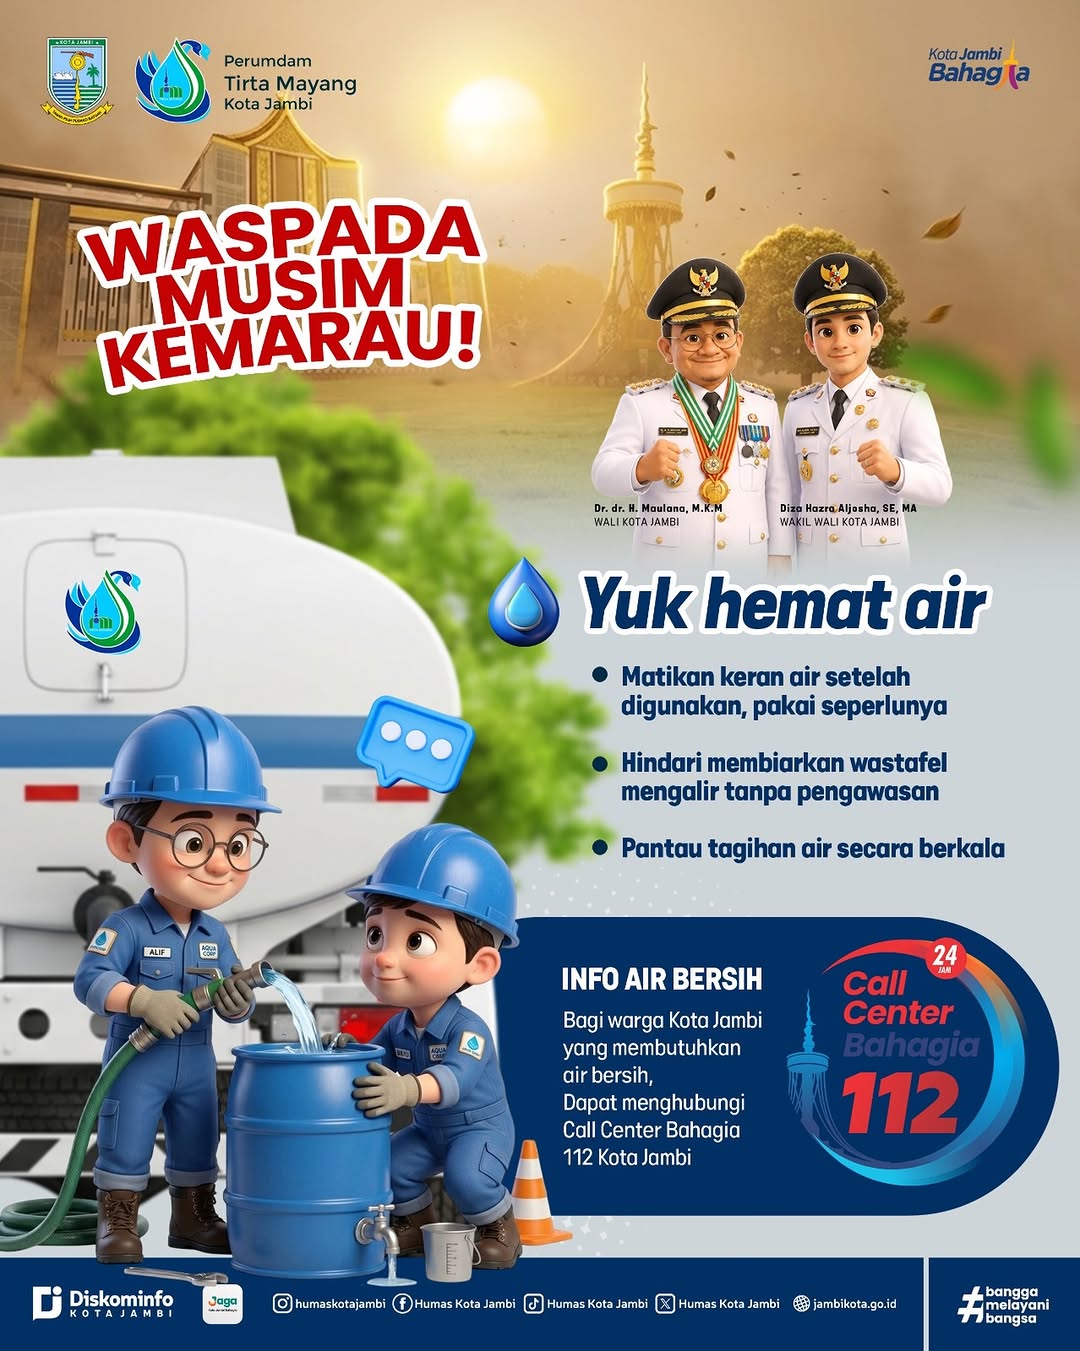 KOTA JAMBI
Perumdam
Tirta Mayang
Kota Jambi
Kota Jambi
Bahagia
WASPADA
MUSIM
KEMARAU!
Dr. dr. H. Maulana, M.K.M
WALI KOTA JAMBI
Diza Hazra Aljosha, SE, MA
WAKIL WALI KOTA JAMBI
Yuk hemat air
Matikan keran air setelah
digunakan, pakai seperlunya
Hindari membiarkan wastafel
mengalir tanpa pengawasan
Pantau tagihan air secara berkala
ALIF
AQUA
CORP
INFO AIR BERSIH
Bagi warga Kota Jambi
yang membutuhkan
air bersih,
Dapat menghubungi
Call Center Bahagia
112 Kota Jambi
24
JAM
Call
Center
Bahagia
112
Diskominfo
KOTA JAMBI
Jaga
humaskotajambi
Humas Kota Jambi
Humas Kota Jambi
Humas Kota Jambi
jambikota.go.id
#bangga
melayani
bangsa